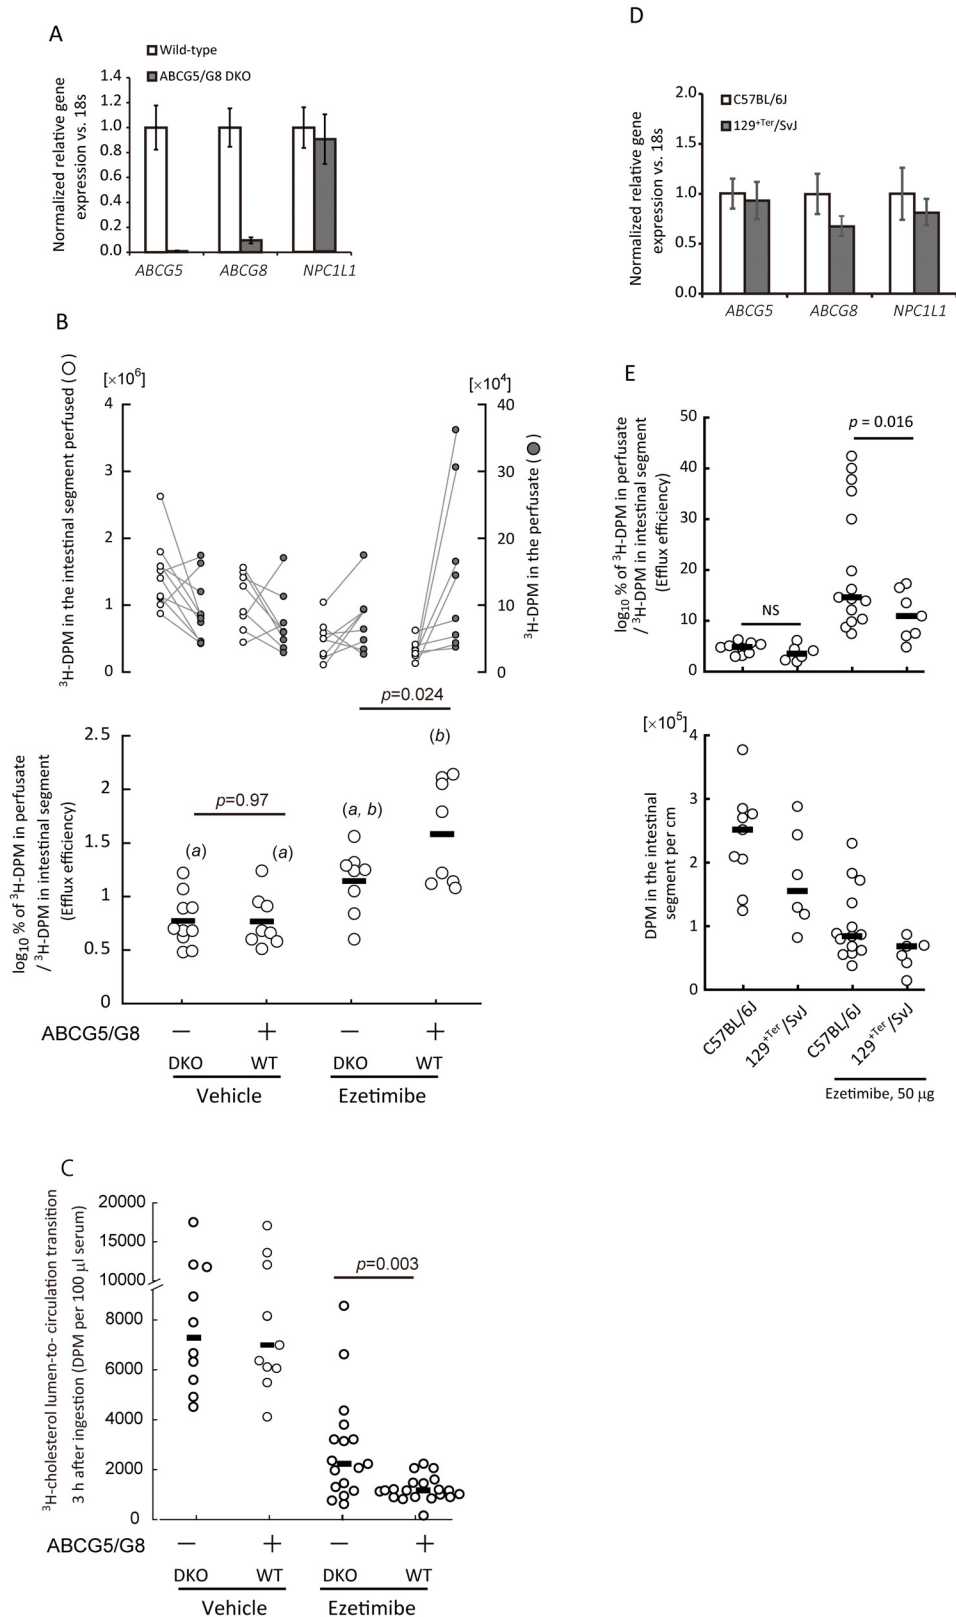 A
Wild-type
ABCG5/G8 DKO
Normalized relative gene
expression vs. 18s
1.4
1.2
1.0
0.8
0.6
0.4
0.2
0.0
ABCG5 ABCG8 NPC1L1
B
³H-DPM in the intestinal segment perfused (○)
[×10⁶]
4
3
2
1
0
[×10⁴]
40
30
20
10
0
³H-DPM in the perfusate (●)
log₁₀ % of ³H-DPM in perfusate
/ ³H-DPM in intestinal segment
(Efflux efficiency)
2.5
2
1.5
1
0.5
0
p=0.97
p=0.024
(a)
(a)
(a, b)
(b)
ABCG5/G8 − + − +
DKO WT DKO WT
Vehicle Ezetimibe
C
³H-cholesterol lumen-to- circulation transition
3 h after ingestion (DPM per 100 µl serum)
20000
15000
10000
8000
6000
4000
2000
0
p=0.003
ABCG5/G8 − + − +
DKO WT DKO WT
Vehicle Ezetimibe
D
C57BL/6J
129⁺ᵀᵉʳ/SvJ
Normalized relative gene
expression vs. 18s
2.0
1.5
1.0
0.5
0.0
ABCG5 ABCG8 NPC1L1
E
log₁₀ % of ³H-DPM in perfusate
/ ³H-DPM in intestinal segment
(Efflux efficiency)
50
40
30
20
10
0
NS
p = 0.016
[×10⁵]
DPM in the intestinal
segment per cm
4
3
2
1
0
C57BL/6J
129⁺ᵀᵉʳ/SvJ
C57BL/6J
129⁺ᵀᵉʳ/SvJ
Ezetimibe, 50 µg